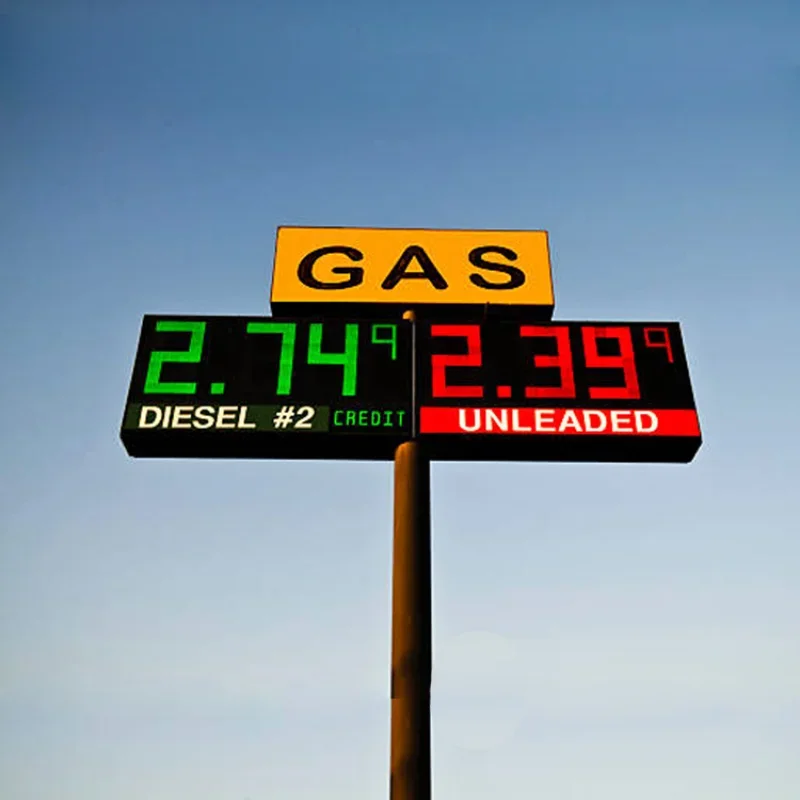 GAS
2.74 9 2.39 9
DIESEL #2 CREDIT UNLEADED